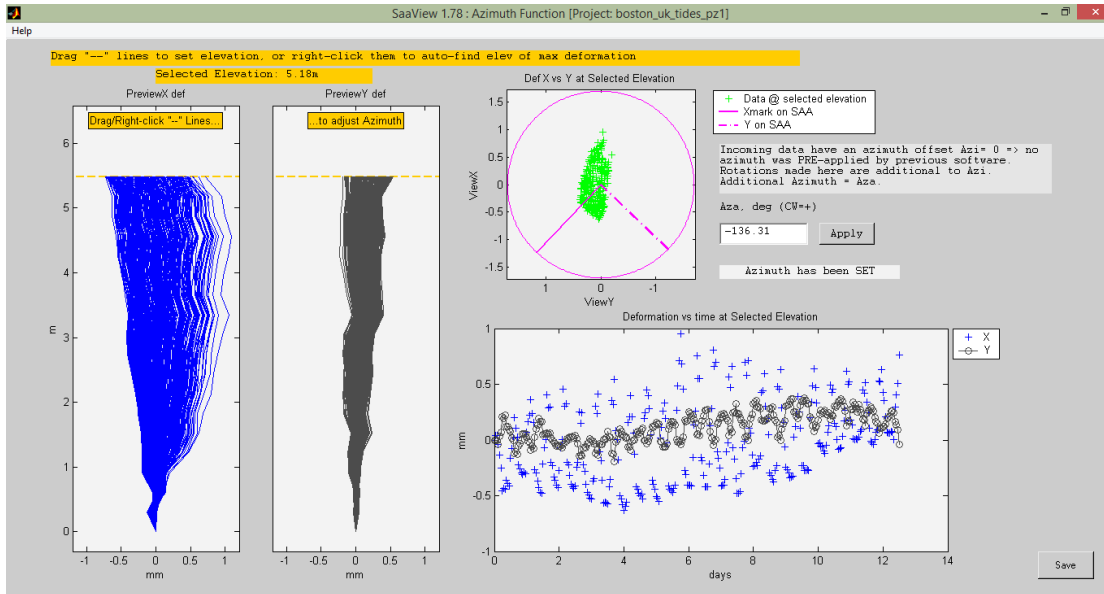 SaaView 1.78 : Azimuth Function [Project: boston_uk_tides_pz1]
Help
Drag "--" lines to set elevation, or right-click them to auto-find elev of max deformation
Selected Elevation: 5.18m
PreviewX def
Drag/Right-click "--" Lines...
6
5
4
3
2
1
0
m
-1 -0.5 0 0.5 1
mm
PreviewY def
...to adjust Azimuth
-1 -0.5 0 0.5 1
mm
Def X vs Y at Selected Elevation
1.5
1
0.5
0
-0.5
-1
-1.5
ViewX
1 0 -1
ViewY
Data @ selected elevation
Xmark on SAA
Y on SAA
Incoming data have an azimuth offset Azi= 0 => no
azimuth was PRE-applied by previous software.
Rotations made here are additional to Azi.
Additional Azimuth = Aza.
Aza, deg (CW=+)
-136.31
Apply
Azimuth has been SET
Deformation vs time at Selected Elevation
1
0.5
0
-0.5
-1
mm
0 2 4 6 8 10 12 14
days
X
Y
Save